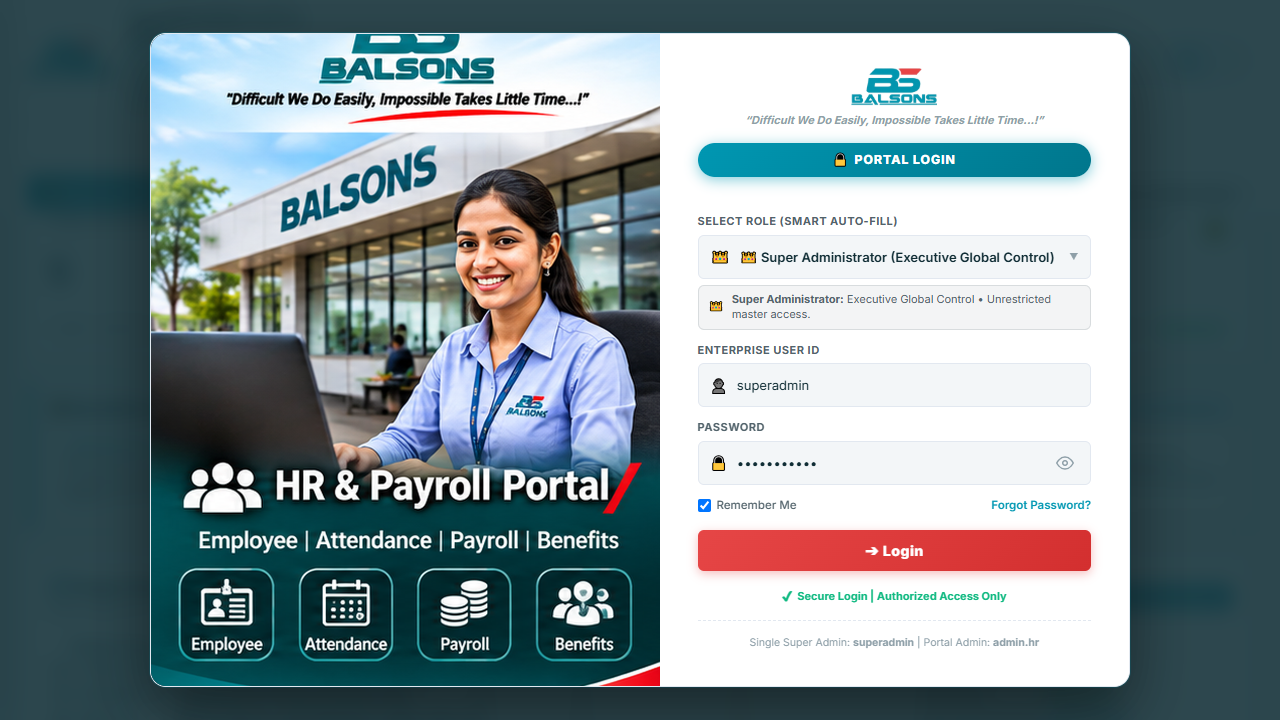 BALSONS
“Difficult We Do Easily, Impossible Takes Little Time...!”
BALSONS
BALSONS
HR & Payroll Portal
Employee | Attendance | Payroll | Benefits
Employee
Attendance
Payroll
Benefits
BS
BALSONS
“Difficult We Do Easily, Impossible Takes Little Time...!”
PORTAL LOGIN
SELECT ROLE (SMART AUTO-FILL)
Super Administrator (Executive Global Control)
Super Administrator: Executive Global Control • Unrestricted
master access.
ENTERPRISE USER ID
superadmin
PASSWORD
•••••••••••
Remember Me
Forgot Password?
➔ Login
✓ Secure Login | Authorized Access Only
Single Super Admin: superadmin | Portal Admin: admin.hr